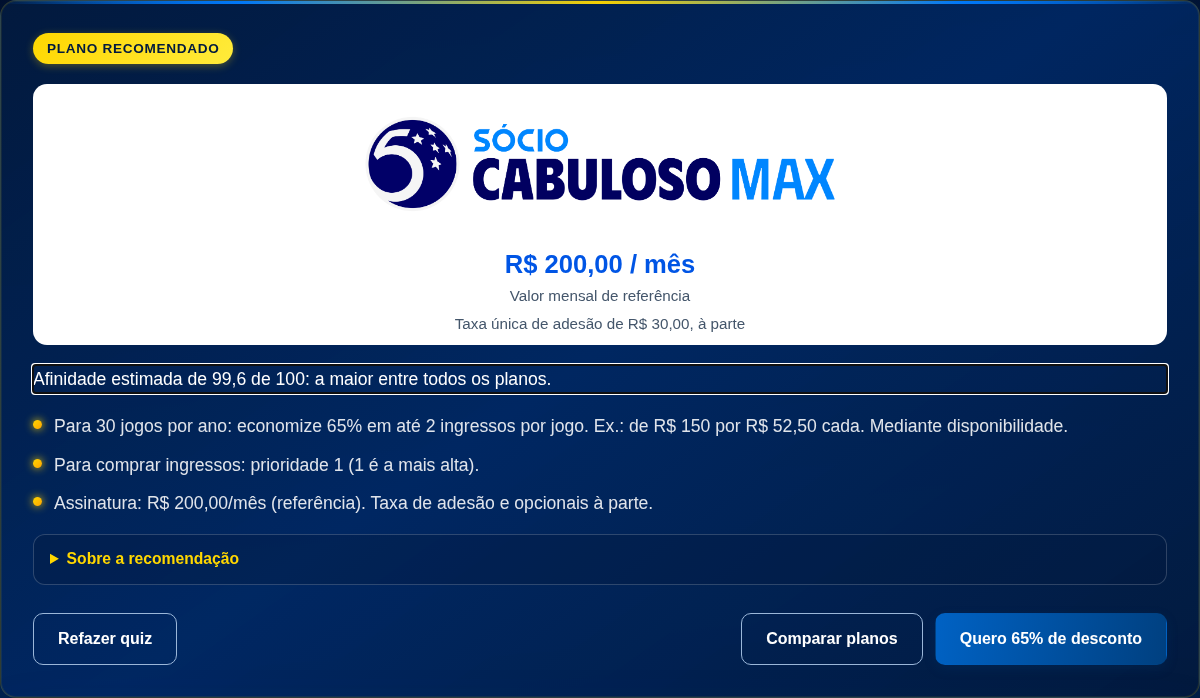 PLANO RECOMENDADO
SÓCIO
CABULOSO MAX
R$ 200,00 / mês
Valor mensal de referência
Taxa única de adesão de R$ 30,00, à parte
Afinidade estimada de 99,6 de 100: a maior entre todos os planos.
Para 30 jogos por ano: economize 65% em até 2 ingressos por jogo. Ex.: de R$ 150 por R$ 52,50 cada. Mediante disponibilidade.
Para comprar ingressos: prioridade 1 (1 é a mais alta).
Assinatura: R$ 200,00/mês (referência). Taxa de adesão e opcionais à parte.
Sobre a recomendação
Refazer quiz
Comparar planos
Quero 65% de desconto